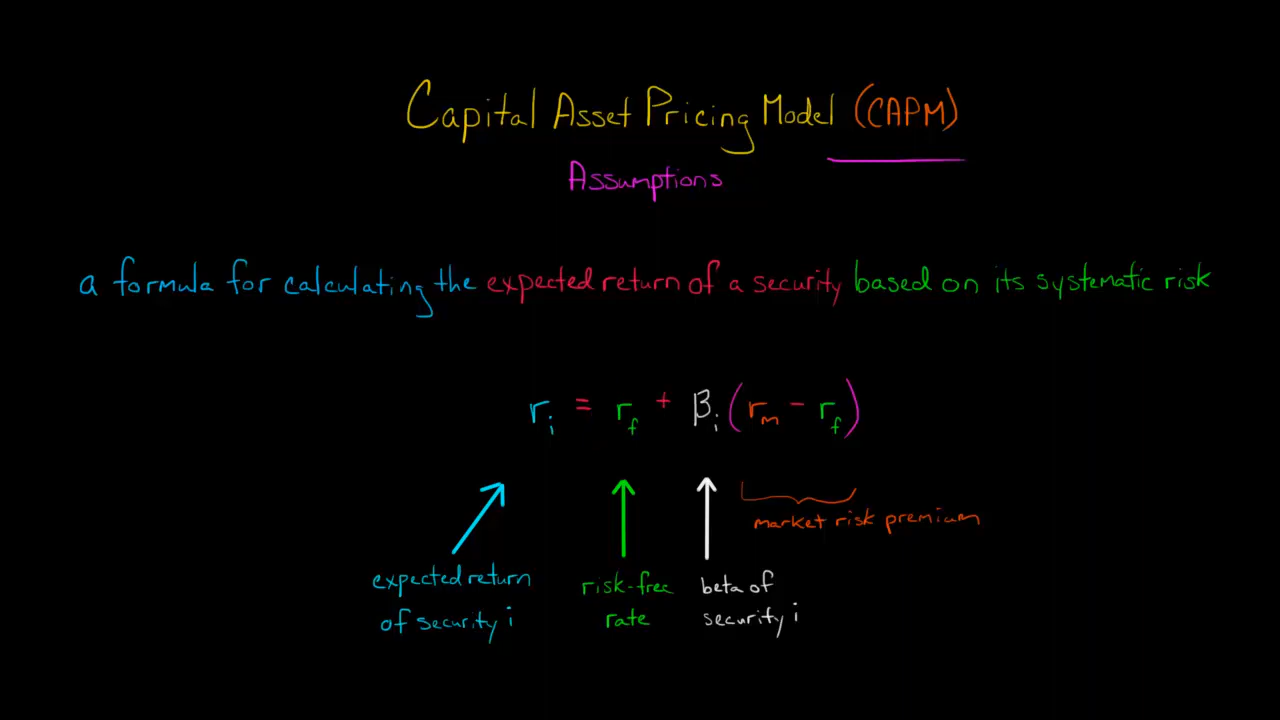 Capital Asset Pricing Model (CAPM)
Assumptions
a formula for calculating the expected return of a security based on its systematic risk
rᵢ = r_f + βᵢ (r_m − r_f)
market risk premium
expected return
of security i
risk-free
rate
beta of
security i